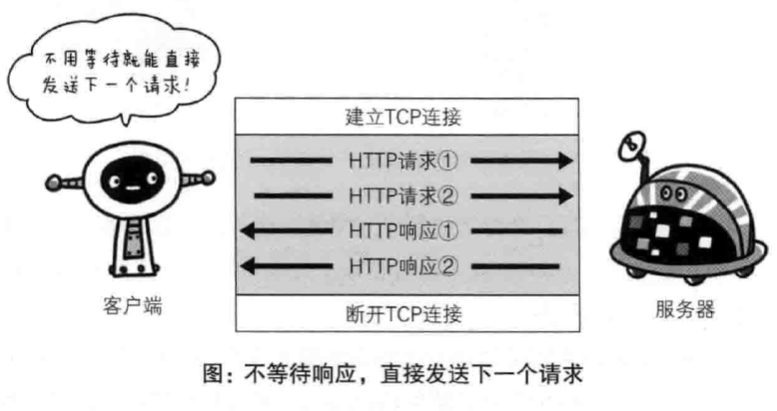 不用等待就能直接
发送下一个请求!
建立TCP连接
HTTP请求①
HTTP请求②
HTTP响应①
HTTP响应②
断开TCP连接
客户端
服务器
图：不等待响应，直接发送下一个请求